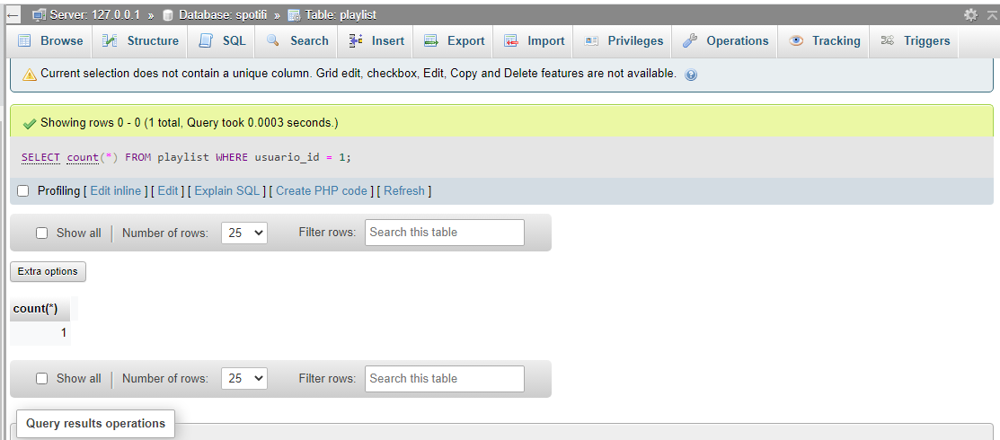 Server: 127.0.0.1 » Database: spotifi » Table: playlist
Browse Structure SQL Search Insert Export Import Privileges Operations Tracking Triggers
Current selection does not contain a unique column. Grid edit, checkbox, Edit, Copy and Delete features are not available.
Showing rows 0 - 0 (1 total, Query took 0.0003 seconds.)
SELECT count(*) FROM playlist WHERE usuario_id = 1;
Profiling [ Edit inline ] [ Edit ] [ Explain SQL ] [ Create PHP code ] [ Refresh ]
Show all | Number of rows: 25 Filter rows: Search this table
Extra options
count(*)
1
Show all | Number of rows: 25 Filter rows: Search this table
Query results operations